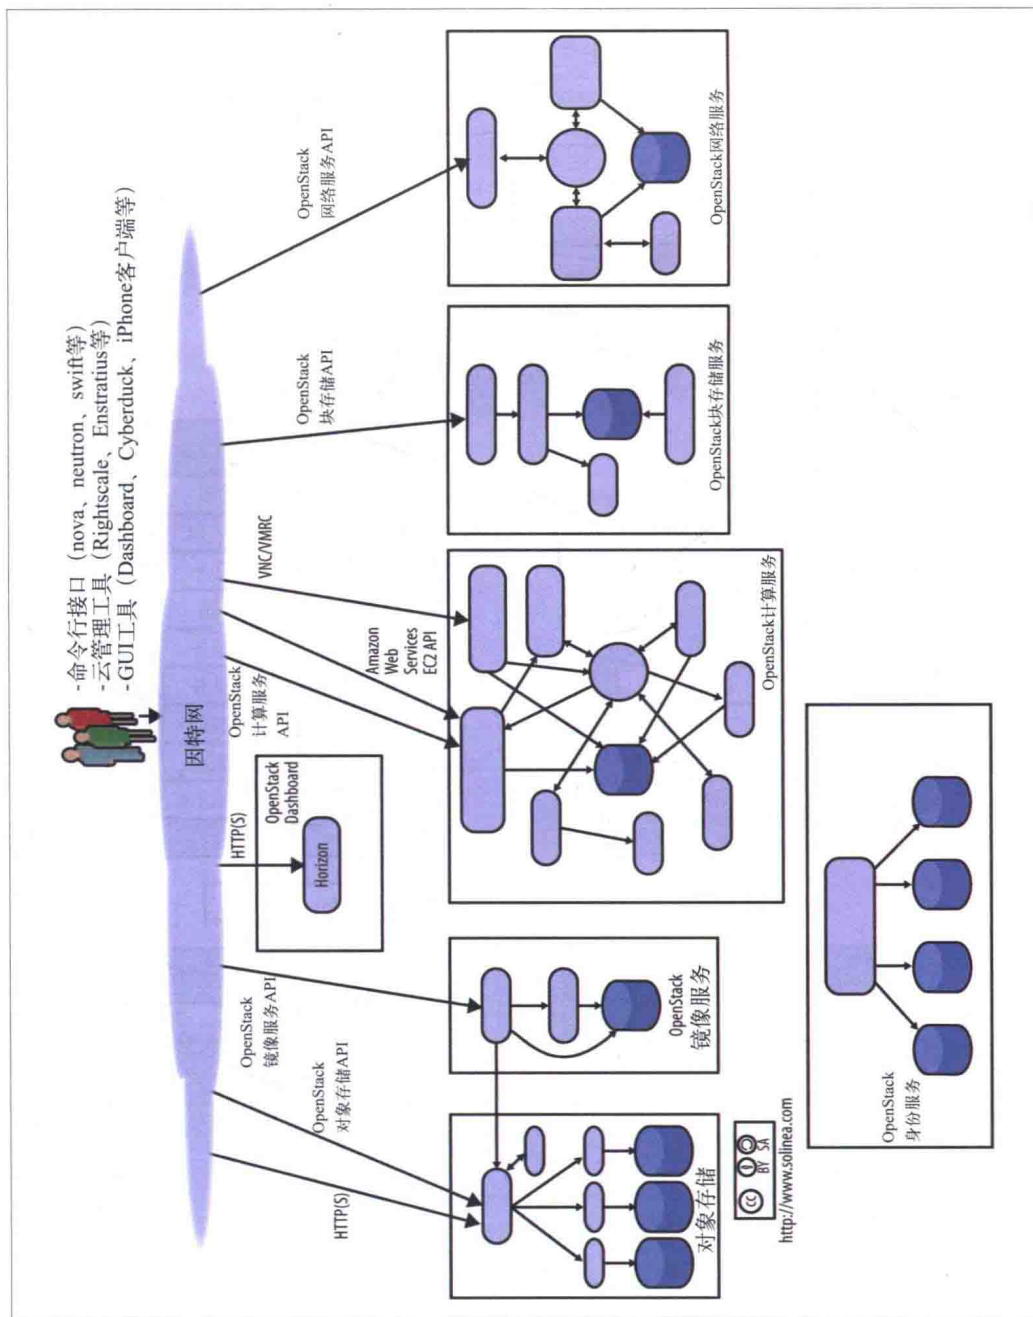 -命令行接口（nova、neutron、swift等）
-云管理工具（Rightscale、Enstratius等）
-GUI工具（Dashboard、Cyberduck、iPhone客户端等）
因特网
HTTP(S)
OpenStack
对象存储API
OpenStack
镜像服务API
HTTP(S)
OpenStack
计算服务
API
Amazon
Web
Services
EC2 API
VNC/VMRC
OpenStack
块存储API
OpenStack
网络服务API
OpenStack
Dashboard
Horizon
对象存储
OpenStack
镜像服务
OpenStack计算服务
OpenStack块存储服务
OpenStack网络服务
OpenStack
身份服务
CC
BY SA
http://www.solinea.com